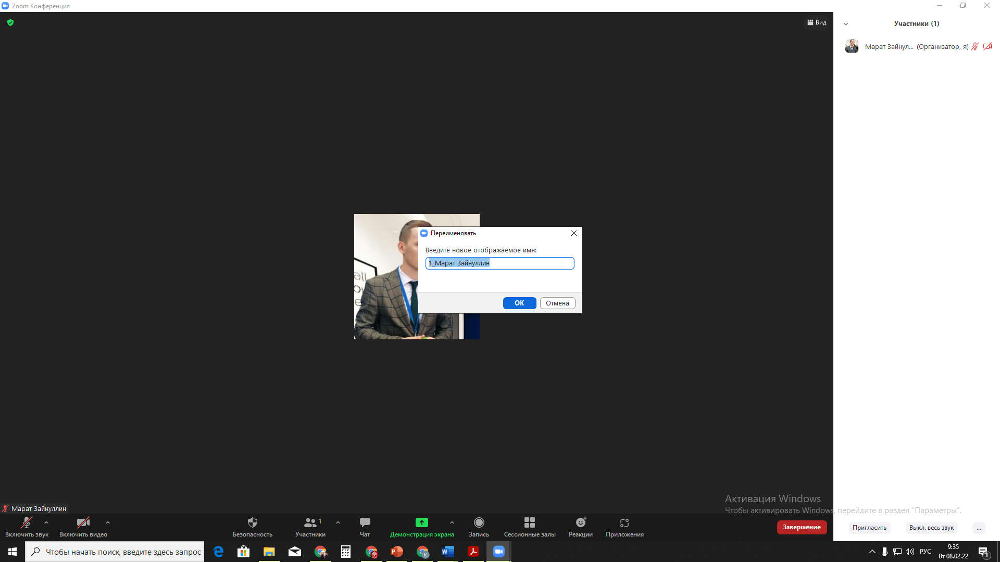 Zoom Конференция
Вид
Участники (1)
Марат Зайнул... (Организатор, я)
Переименовать
Введите новое отображаемое имя:
1_Марат Зайнуллин
ОК
Отмена
Активация Windows
Чтобы активировать Windows, перейдите в раздел "Параметры".
Марат Зайнуллин
Включить звук
Включить видео
Безопасность
1
Участники
Чат
Демонстрация экрана
Запись
Сессионные залы
Реакции
Приложения
Завершение
Пригласить
Выкл. весь звук
...
Чтобы начать поиск, введите здесь запрос
РУС
9:35
Вт 08.02.22
1